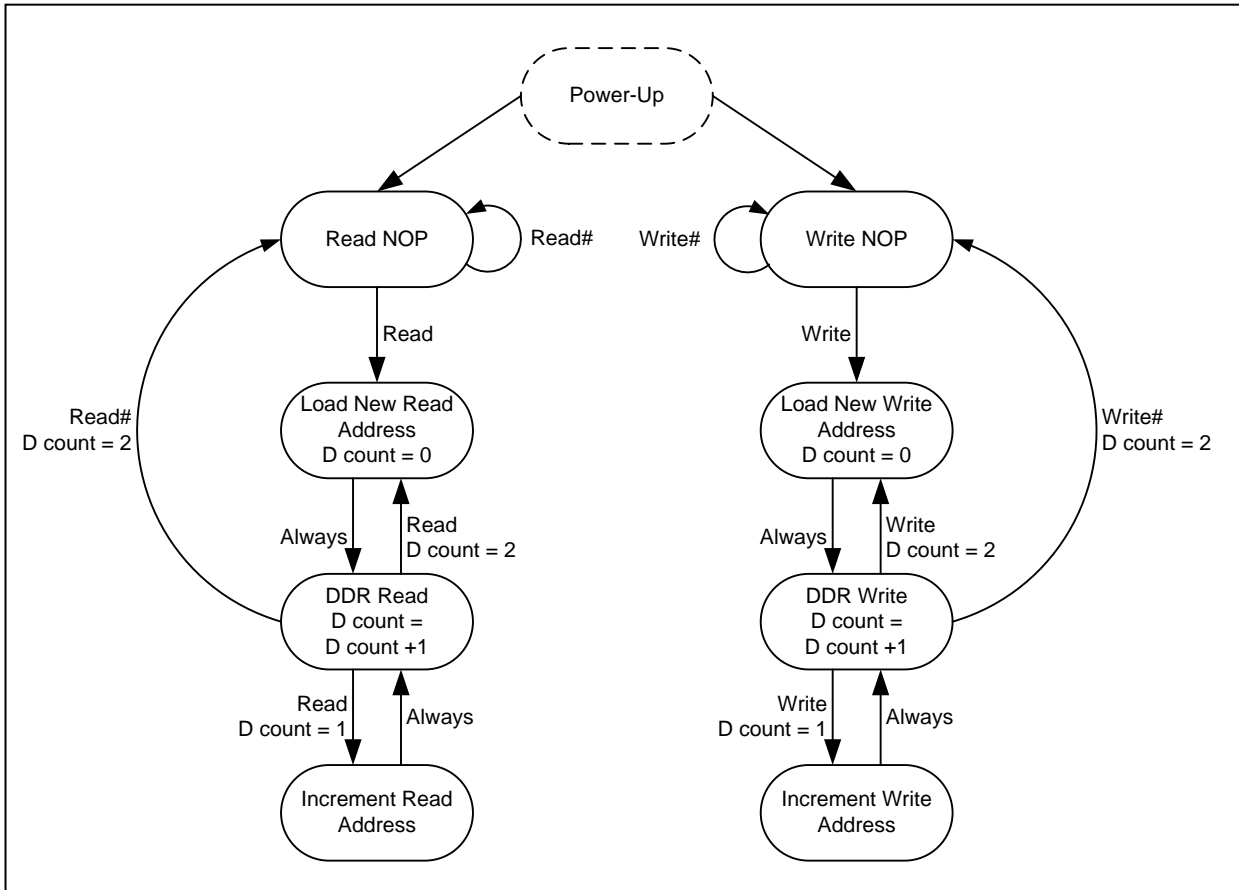 Power-Up
Read NOP
Read#
Write#
Write NOP
Read
Write
Load New Read
Address
D count = 0
Load New Write
Address
D count = 0
Read#
D count = 2
Write#
D count = 2
Always
Read
D count = 2
Always
Write
D count = 2
DDR Read
D count =
D count +1
DDR Write
D count =
D count +1
Read
D count = 1
Always
Write
D count = 1
Always
Increment Read
Address
Increment Write
Address